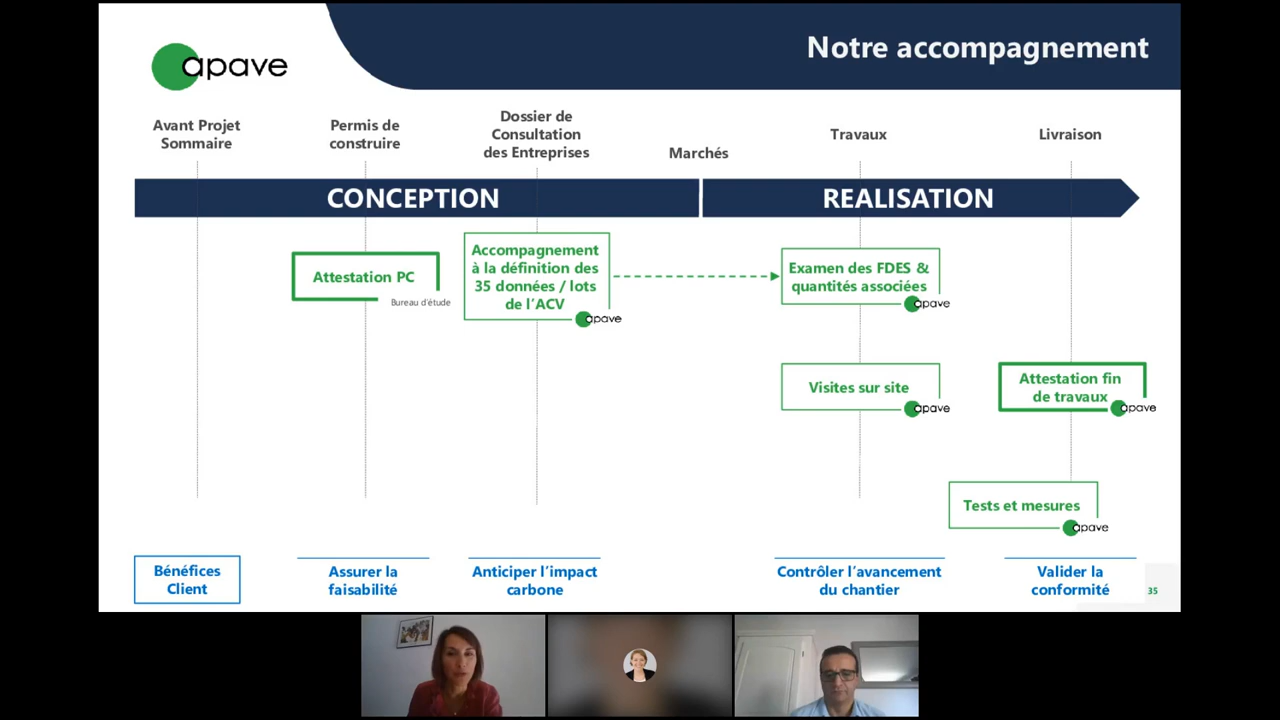 apave
Notre accompagnement
Avant Projet
Sommaire
Permis de
construire
Dossier de
Consultation
des Entreprises
Marchés
Travaux
Livraison
CONCEPTION
REALISATION
Attestation PC
Bureau d'étude
Accompagnement
à la définition des
35 données / lots
de l'ACV
apave
Examen des FDES &
quantités associées
apave
Visites sur site
apave
Attestation fin
de travaux
apave
Tests et mesures
apave
Bénéfices
Client
Assurer la
faisabilité
Anticiper l'impact
carbone
Contrôler l'avancement
du chantier
Valider la
conformité
35